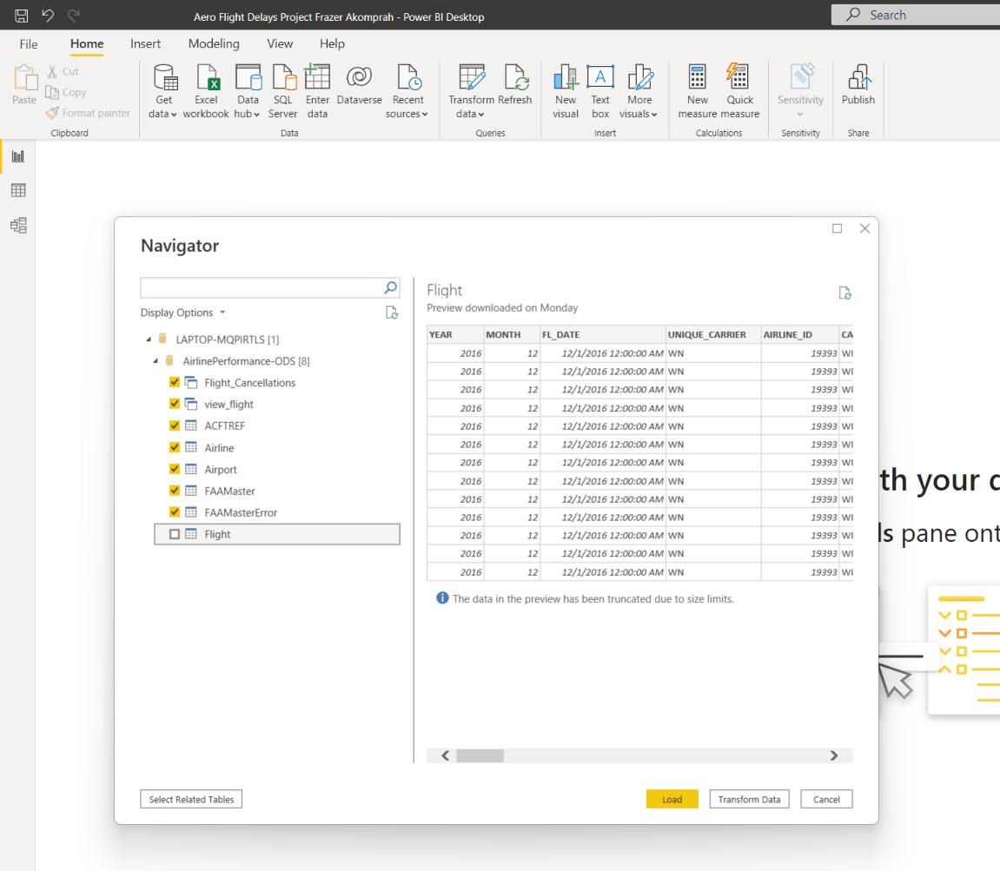 Aero Flight Delays Project Frazer Akomprah - Power BI Desktop
Search
File Home Insert Modeling View Help
Paste
Cut
Copy
Format painter
Clipboard
Get data
Excel workbook
Data hub
SQL Server
Enter data
Dataverse
Recent sources
Data
Transform data
Refresh
Queries
New visual
Text box
More visuals
Insert
New measure
Quick measure
Calculations
Sensitivity
Sensitivity
Publish
Share
Navigator
Display Options
LAPTOP-MQPIRTLS [1]
AirlinePerformance-ODS [8]
Flight_Cancellations
view_flight
ACFTREF
Airline
Airport
FAAMaster
FAAMasterError
Flight
Flight
Preview downloaded on Monday
YEAR MONTH FL_DATE UNIQUE_CARRIER AIRLINE_ID CA
2016 12 12/1/2016 12:00:00 AM WN 19393 WI
2016 12 12/1/2016 12:00:00 AM WN 19393 WI
2016 12 12/1/2016 12:00:00 AM WN 19393 WI
2016 12 12/1/2016 12:00:00 AM WN 19393 WI
2016 12 12/1/2016 12:00:00 AM WN 19393 WI
2016 12 12/1/2016 12:00:00 AM WN 19393 WI
2016 12 12/1/2016 12:00:00 AM WN 19393 WI
2016 12 12/1/2016 12:00:00 AM WN 19393 WI
2016 12 12/1/2016 12:00:00 AM WN 19393 WI
2016 12 12/1/2016 12:00:00 AM WN 19393 WI
2016 12 12/1/2016 12:00:00 AM WN 19393 WI
2016 12 12/1/2016 12:00:00 AM WN 19393 WI
2016 12 12/1/2016 12:00:00 AM WN 19393 WI
The data in the preview has been truncated due to size limits.
th your
ls pane ont
Select Related Tables
Load
Transform Data
Cancel